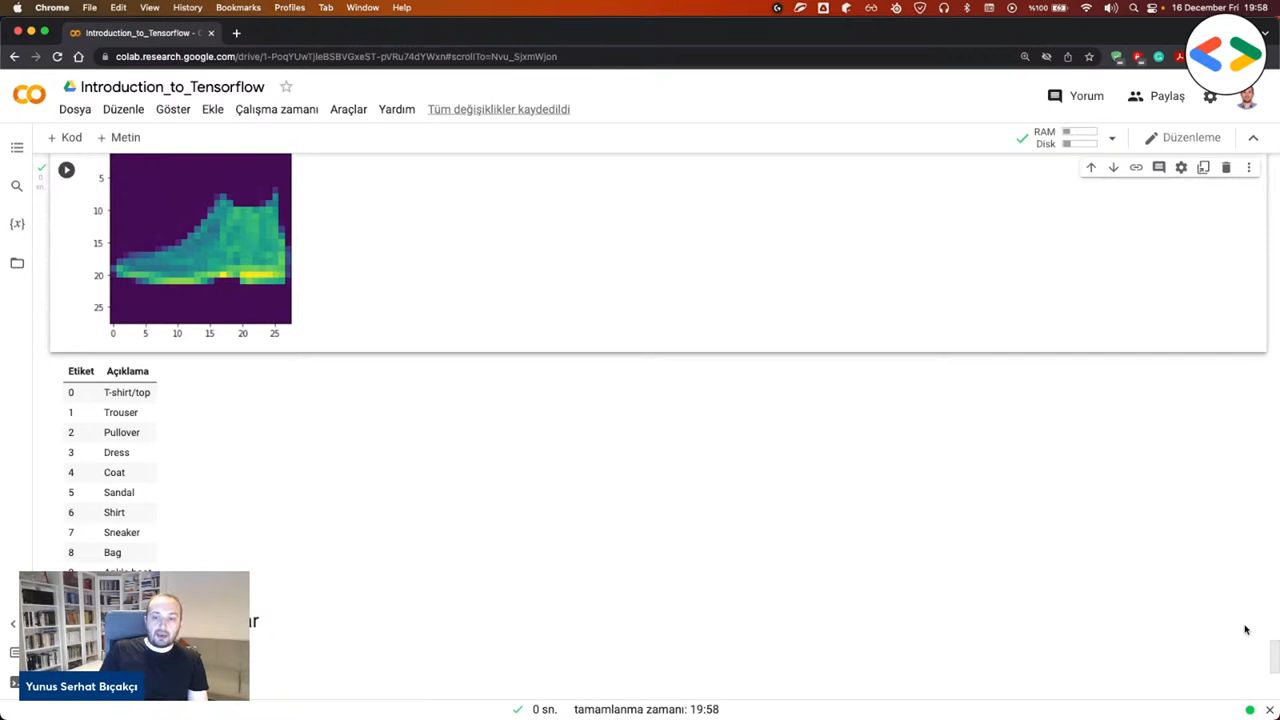 Chrome File Edit View History Bookmarks Profiles Tab Window Help
%100
16 December Fri 19:58
Introduction_to_Tensorflow -
colab.research.google.com/drive/1-PoqYUwTjleBSBVGxeST-pVRu74dYWxn#scrollTo=Nvu_SjxmWjon
Introduction_to_Tensorflow
Yorum
Paylaş
Dosya Düzenle Göster Ekle Çalışma zamanı Araçlar Yardım Tüm değişiklikler kaydedildi
+ Kod + Metin
RAM
Disk
Düzenleme
{x}
0
sn.
5
10
15
20
25
0 5 10 15 20 25
Etiket Açıklama
0 T-shirt/top
1 Trouser
2 Pullover
3 Dress
4 Coat
5 Sandal
6 Shirt
7 Sneaker
8 Bag
ar
Yunus Serhat Bıçakçı
0 sn. tamamlanma zamanı: 19:58